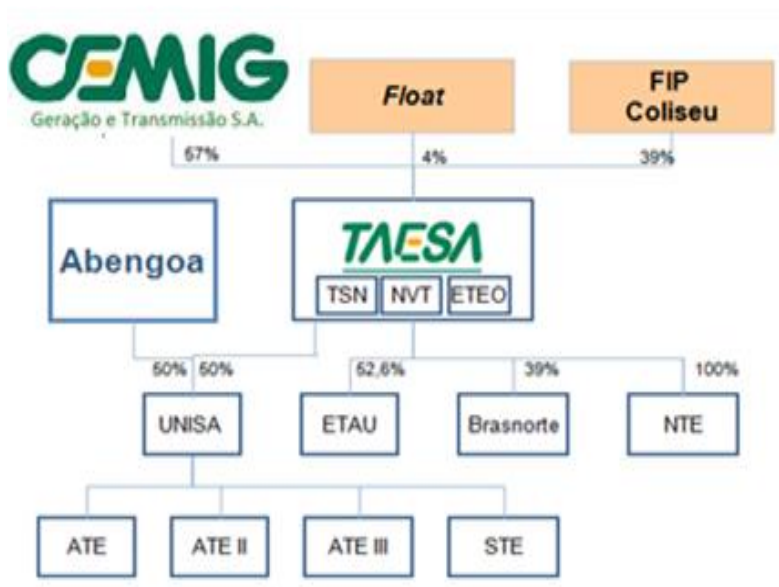 CEMIG
Geração e Transmissão S.A.
Float
FIP
Coliseu
57%
4%
39%
Abengoa
TAESA
TSN NVT ETEO
50% 50%
52,6%
39%
100%
UNISA
ETAU
Brasnorte
NTE
ATE
ATE II
ATE III
STE